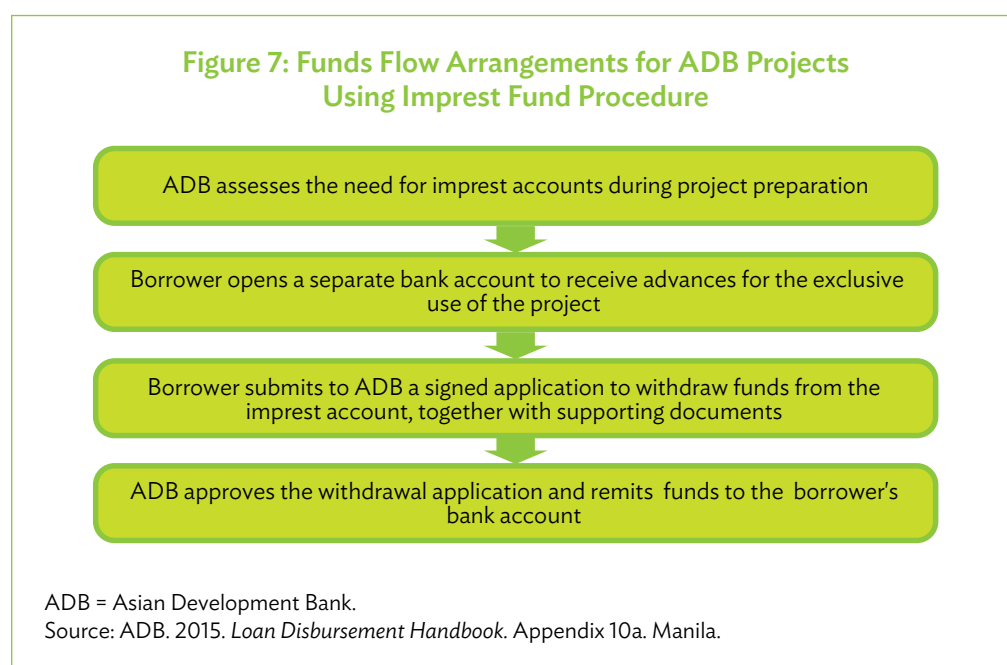 Figure 7: Funds Flow Arrangements for ADB Projects
Using Imprest Fund Procedure
ADB assesses the need for imprest accounts during project preparation
Borrower opens a separate bank account to receive advances for the exclusive
use of the project
Borrower submits to ADB a signed application to withdraw funds from the
imprest account, together with supporting documents
ADB approves the withdrawal application and remits funds to the borrower's
bank account
ADB = Asian Development Bank.
Source: ADB. 2015. Loan Disbursement Handbook. Appendix 10a. Manila.